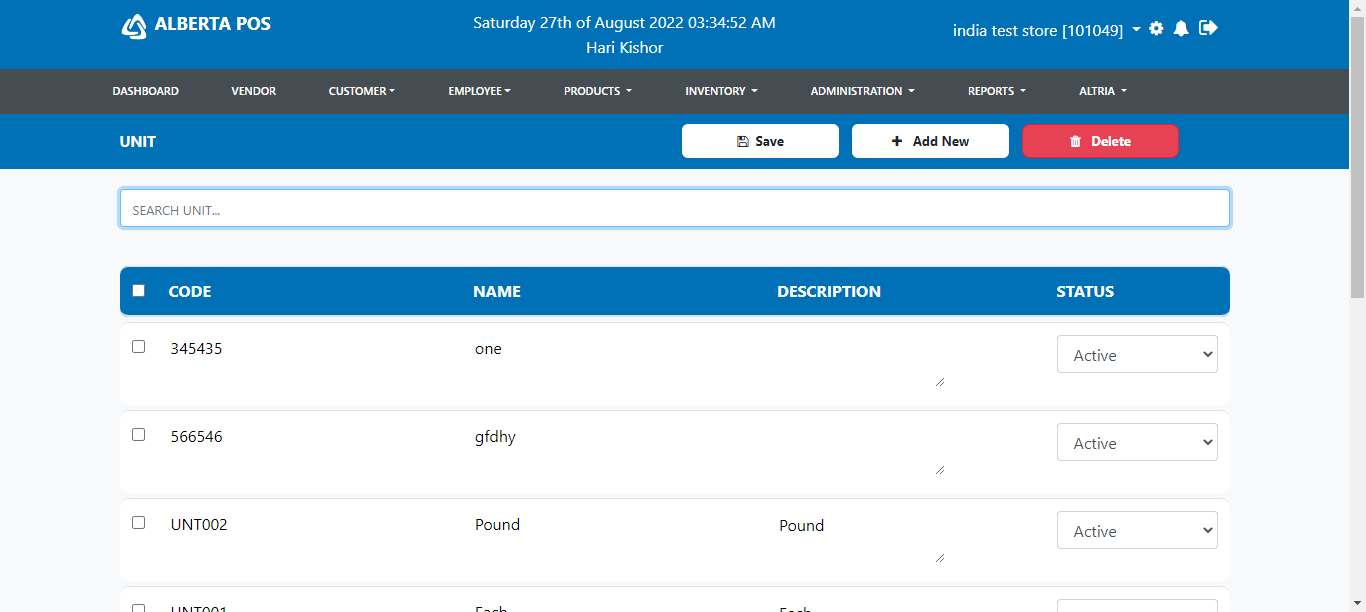 ALBERTA POS
Saturday 27th of August 2022 03:34:52 AM
Hari Kishor
india test store [101049]
DASHBOARD VENDOR CUSTOMER EMPLOYEE PRODUCTS INVENTORY ADMINISTRATION REPORTS ALTRIA
UNIT
Save Add New Delete
SEARCH UNIT...
CODE NAME DESCRIPTION STATUS
345435 one Active
566546 gfdhy Active
UNT002 Pound Pound Active
UNT001 Each Each